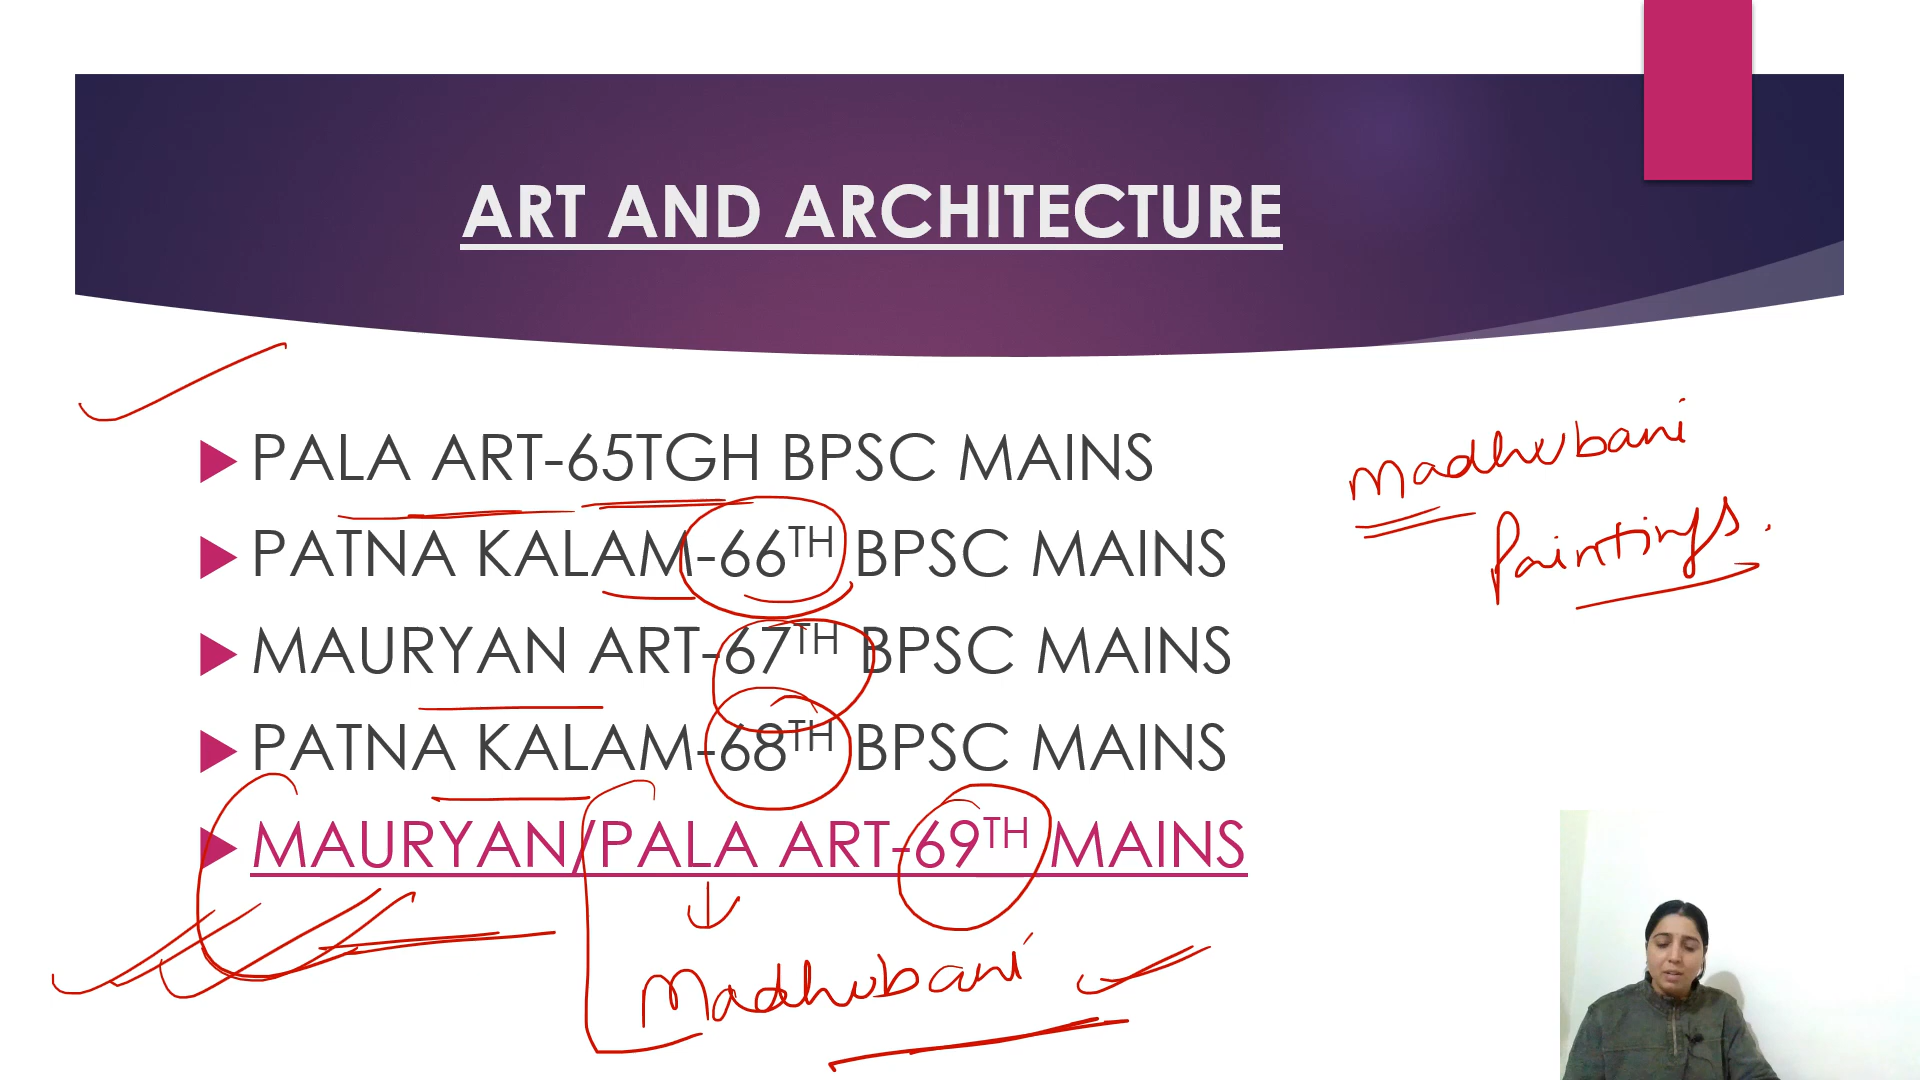 ART AND ARCHITECTURE
PALA ART-65TGH BPSC MAINS
PATNA KALAM-66TH BPSC MAINS
MAURYAN ART-67TH BPSC MAINS
PATNA KALAM-68TH BPSC MAINS
MAURYAN/PALA ART-69TH MAINS
Madhubani
Madhubani
Paintings.